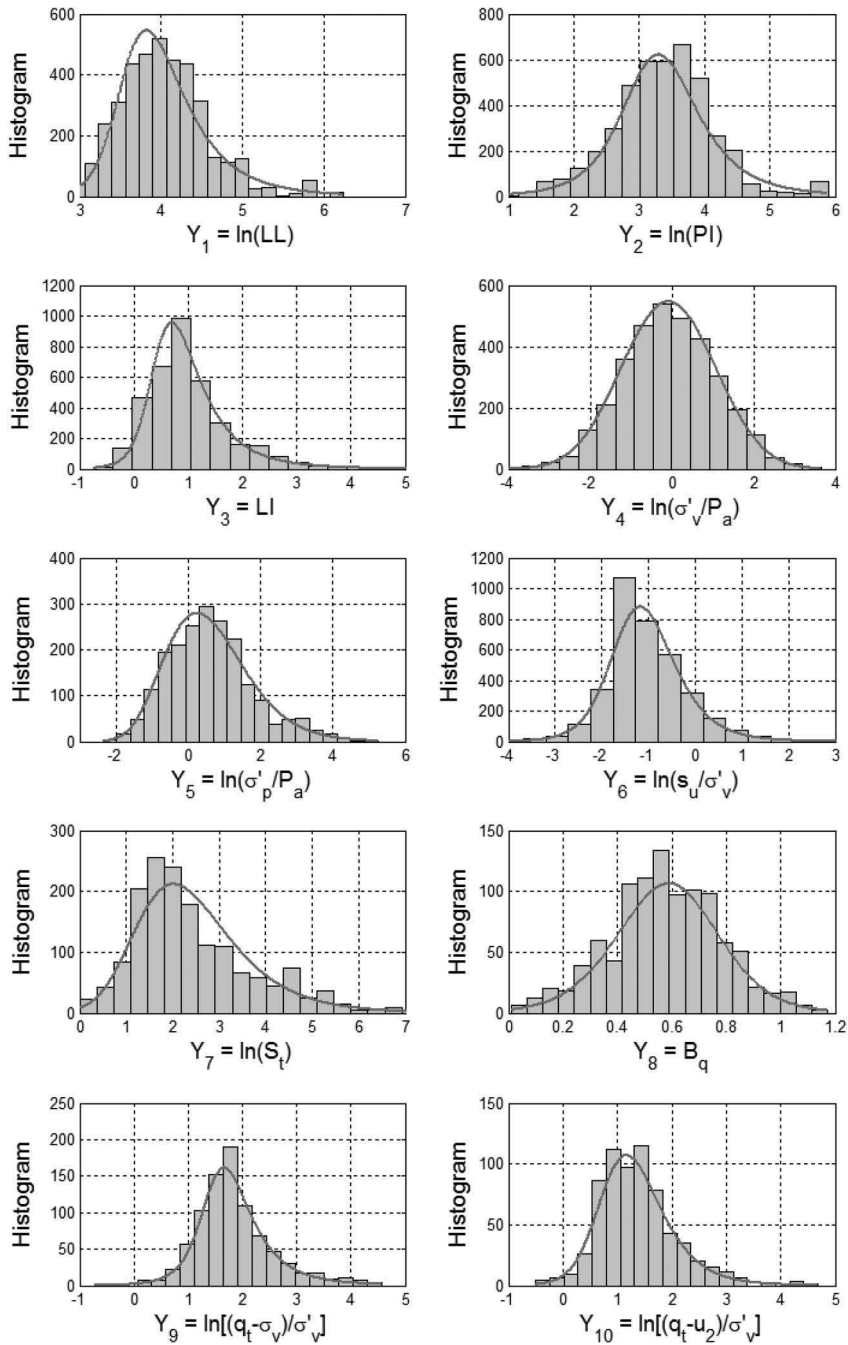 600
400
200
0
Histogram
3 4 5 6 7
Y1 = ln(LL)
800
600
400
200
0
Histogram
1 2 3 4 5 6
Y2 = ln(PI)
1200
1000
800
600
400
200
0
Histogram
-1 0 1 2 3 4 5
Y3 = LI
600
400
200
0
Histogram
-4 -2 0 2 4
Y4 = ln(σ'v/Pa)
400
300
200
100
0
Histogram
-2 0 2 4 6
Y5 = ln(σ'p/Pa)
1200
1000
800
600
400
200
0
Histogram
-4 -3 -2 -1 0 1 2 3
Y6 = ln(su/σ'v)
300
200
100
0
Histogram
0 1 2 3 4 5 6 7
Y7 = ln(St)
150
100
50
0
Histogram
0 0.2 0.4 0.6 0.8 1 1.2
Y8 = Bq
250
200
150
100
50
0
Histogram
-1 0 1 2 3 4 5
Y9 = ln[(qt-σv)/σ'v]
150
100
50
0
Histogram
-1 0 1 2 3 4 5
Y10 = ln[(qt-u2)/σ'v]